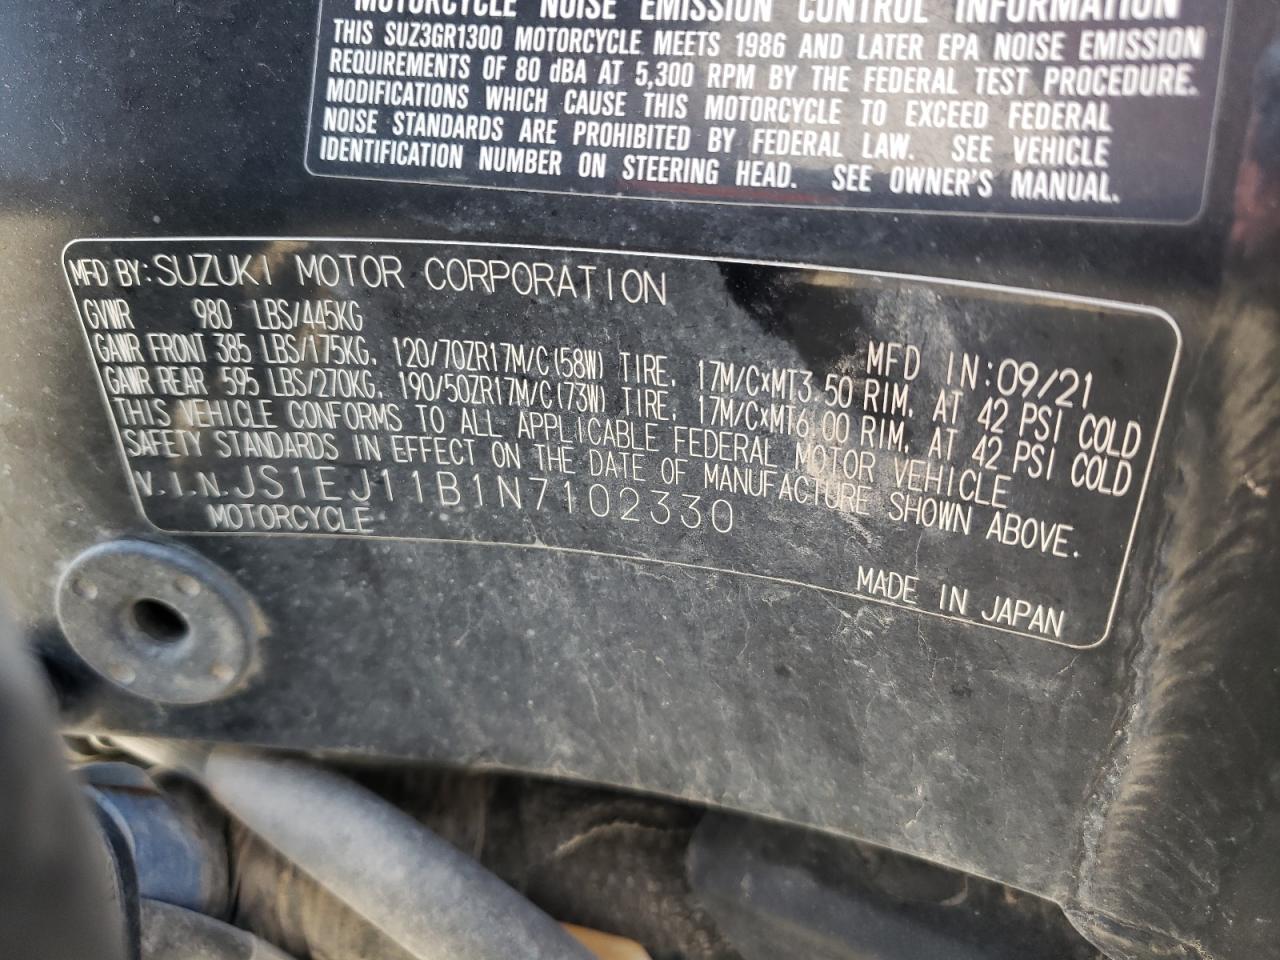 MOTORCYCLE NOISE EMISSION CONTROL INFORMATION
THIS SUZ3GR1300 MOTORCYCLE MEETS 1986 AND LATER EPA NOISE EMISSION
REQUIREMENTS OF 80 dBA AT 5,300 RPM BY THE FEDERAL TEST PROCEDURE.
MODIFICATIONS WHICH CAUSE THIS MOTORCYCLE TO EXCEED FEDERAL
NOISE STANDARDS ARE PROHIBITED BY FEDERAL LAW. SEE VEHICLE
IDENTIFICATION NUMBER ON STEERING HEAD. SEE OWNER'S MANUAL.
MFD BY:SUZUKI MOTOR CORPORATION
GVWR 980 LBS/445KG MFD IN:09/21
GAWR FRONT 385 LBS/175KG, 120/70ZR17M/C(58W) TIRE, 17M/C×MT3.50 RIM, AT 42 PSI COLD
GAWR REAR 595 LBS/270KG, 190/50ZR17M/C(73W) TIRE, 17M/C×MT6.00 RIM, AT 42 PSI COLD
THIS VEHICLE CONFORMS TO ALL APPLICABLE FEDERAL MOTOR VEHICLE
SAFETY STANDARDS IN EFFECT ON THE DATE OF MANUFACTURE SHOWN ABOVE.
V.I.N.JS1EJ11B1N7102330
MOTORCYCLE
MADE IN JAPAN